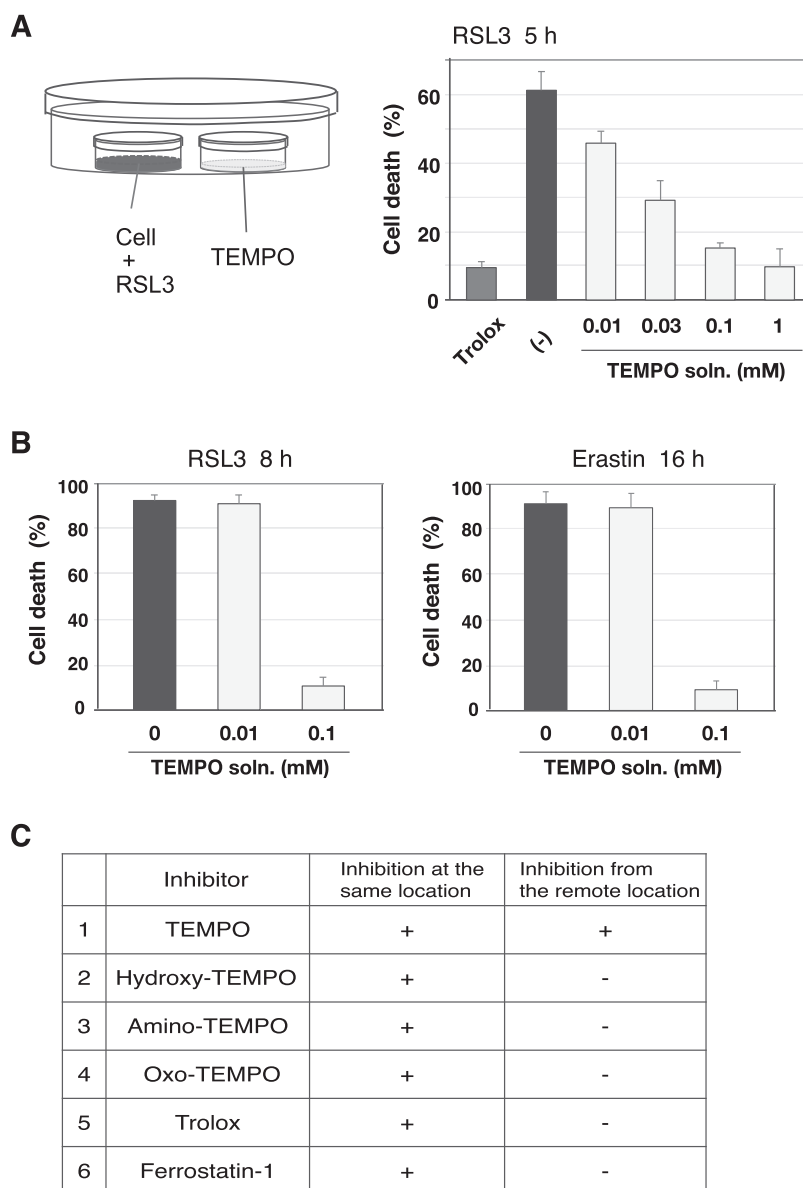 A
RSL3 5 h
Cell death (%)
60
40
20
0
Cell
+
RSL3
TEMPO
Trolox
(-)
0.01 0.03 0.1 1
TEMPO soln. (mM)
B
RSL3 8 h
Cell death (%)
100
80
60
40
20
0
0 0.01 0.1
TEMPO soln. (mM)
Erastin 16 h
Cell death (%)
100
80
60
40
20
0
0 0.01 0.1
TEMPO soln. (mM)
C
Inhibitor
Inhibition at the
same location
Inhibition from
the remote location
1 TEMPO + +
2 Hydroxy-TEMPO + -
3 Amino-TEMPO + -
4 Oxo-TEMPO + -
5 Trolox + -
6 Ferrostatin-1 + -